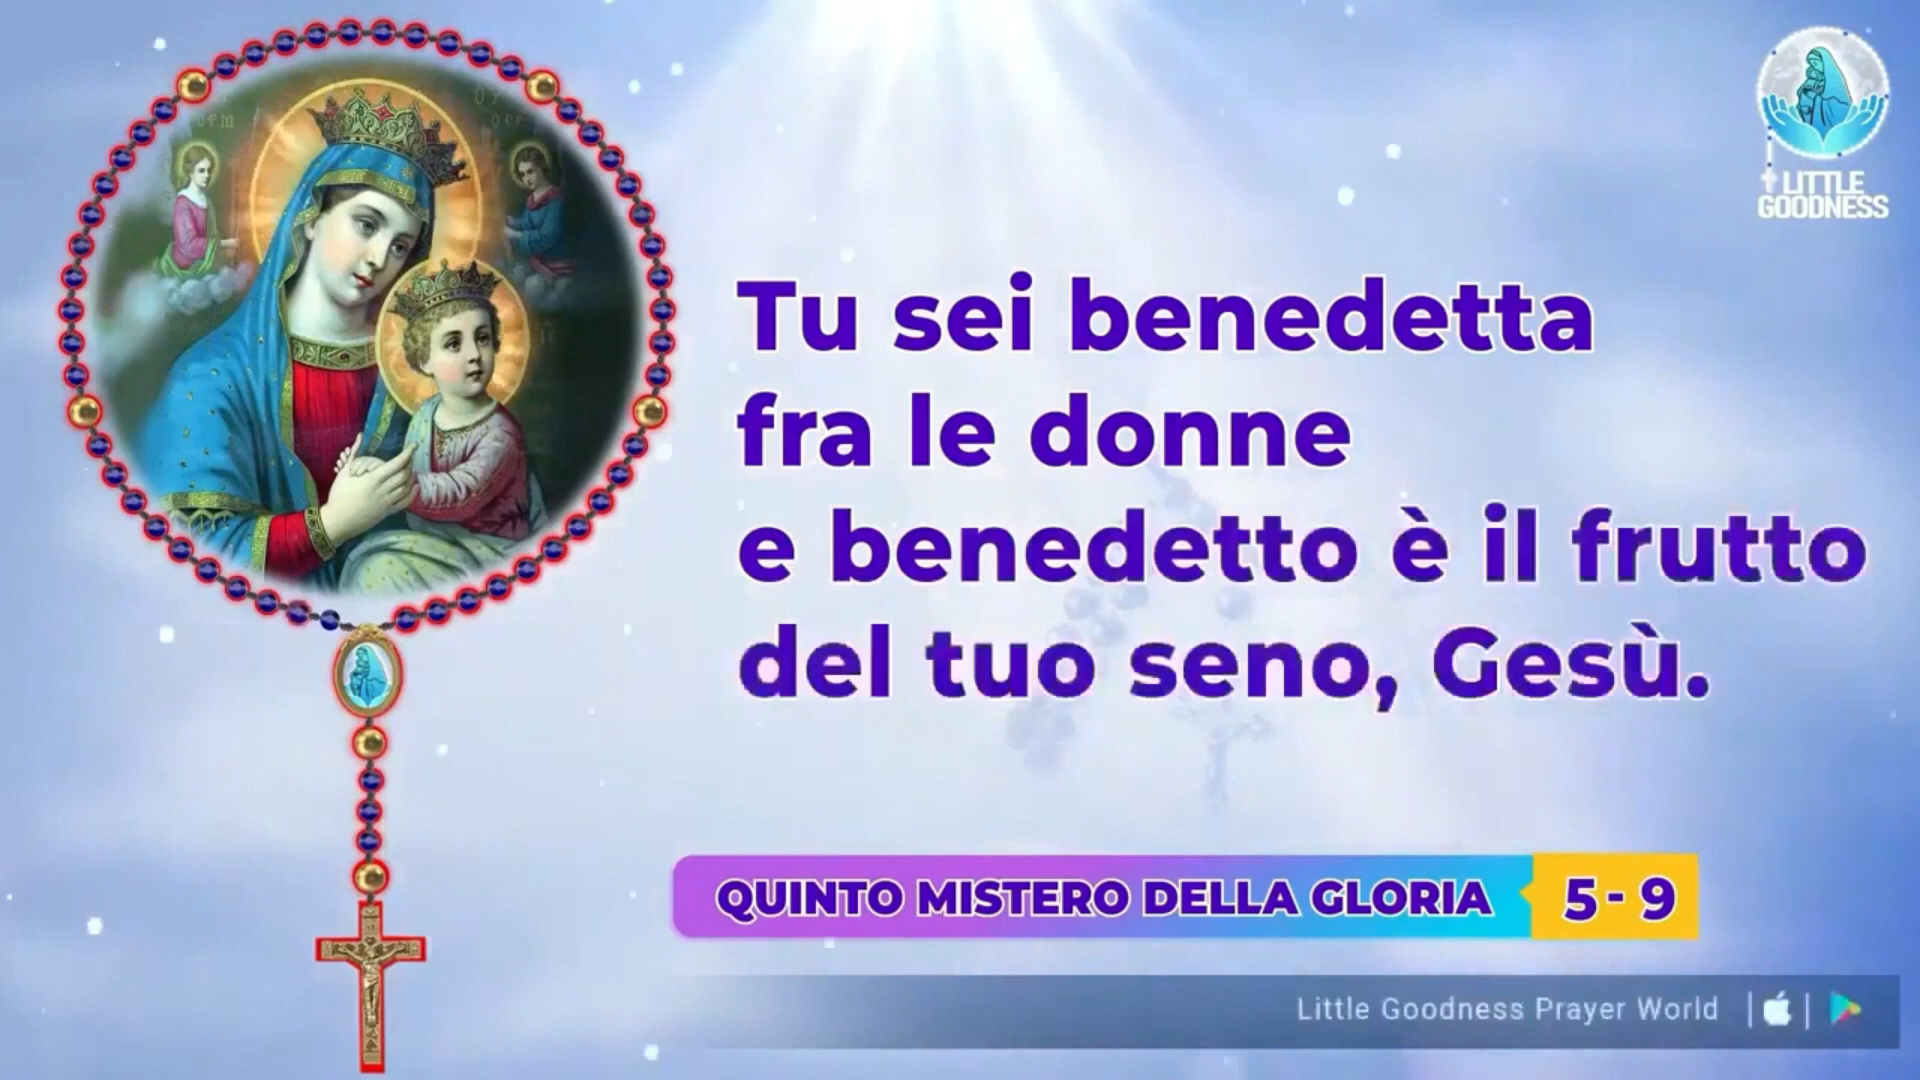 LITTLE
GOODNESS
Tu sei benedetta
fra le donne
e benedetto è il frutto
del tuo seno, Gesù.
QUINTO MISTERO DELLA GLORIA 5 - 9
Little Goodness Prayer World